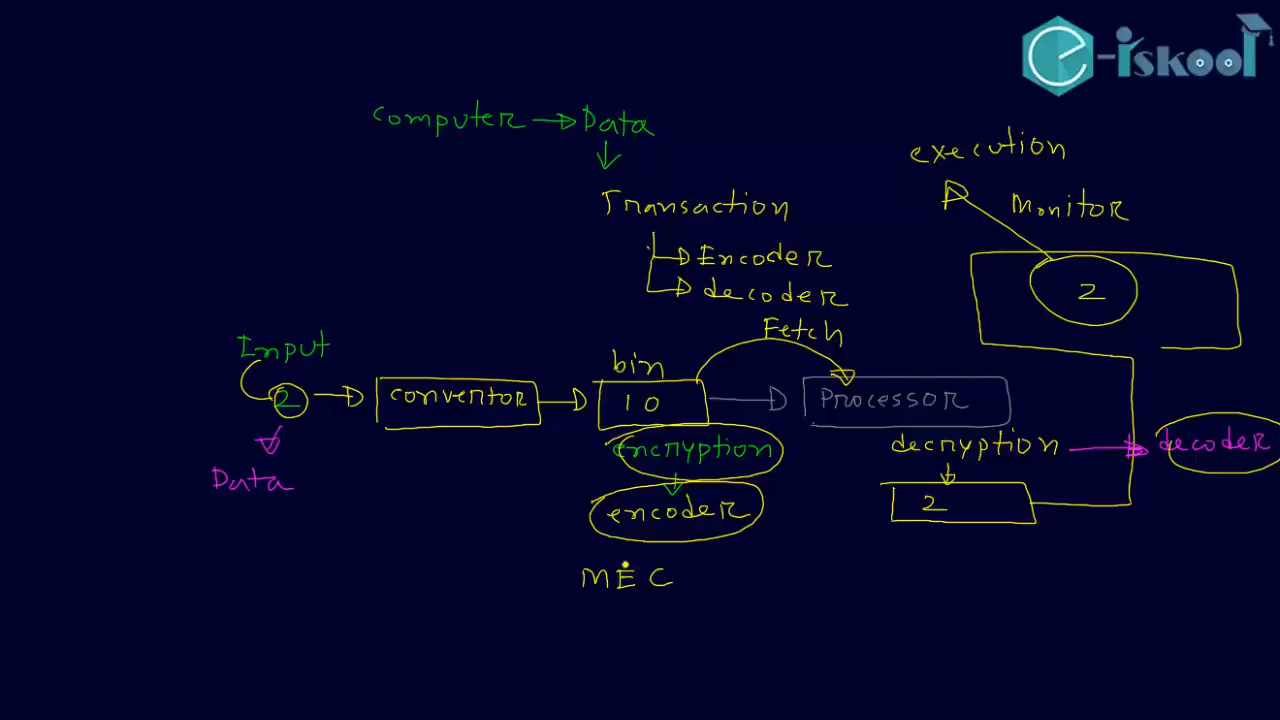 e-iskool
computer → Data
execution
Transaction
Monitor
Encoder
decoder
2
Fetch
Input
bin
2
convertor
10
Processor
encryption
decryption
decoder
Data
encoder
2
MEC